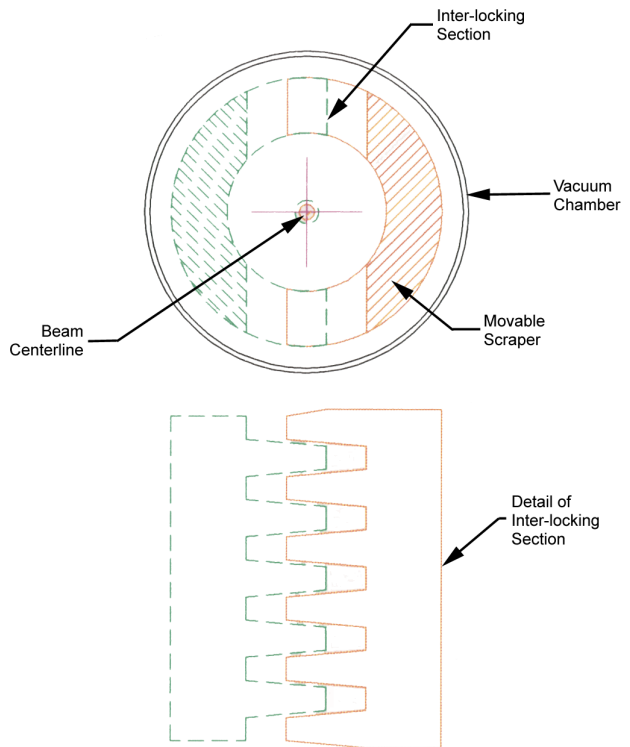 Inter-locking
Section
Vacuum
Chamber
Beam
Centerline
Movable
Scraper
Detail of
Inter-locking
Section